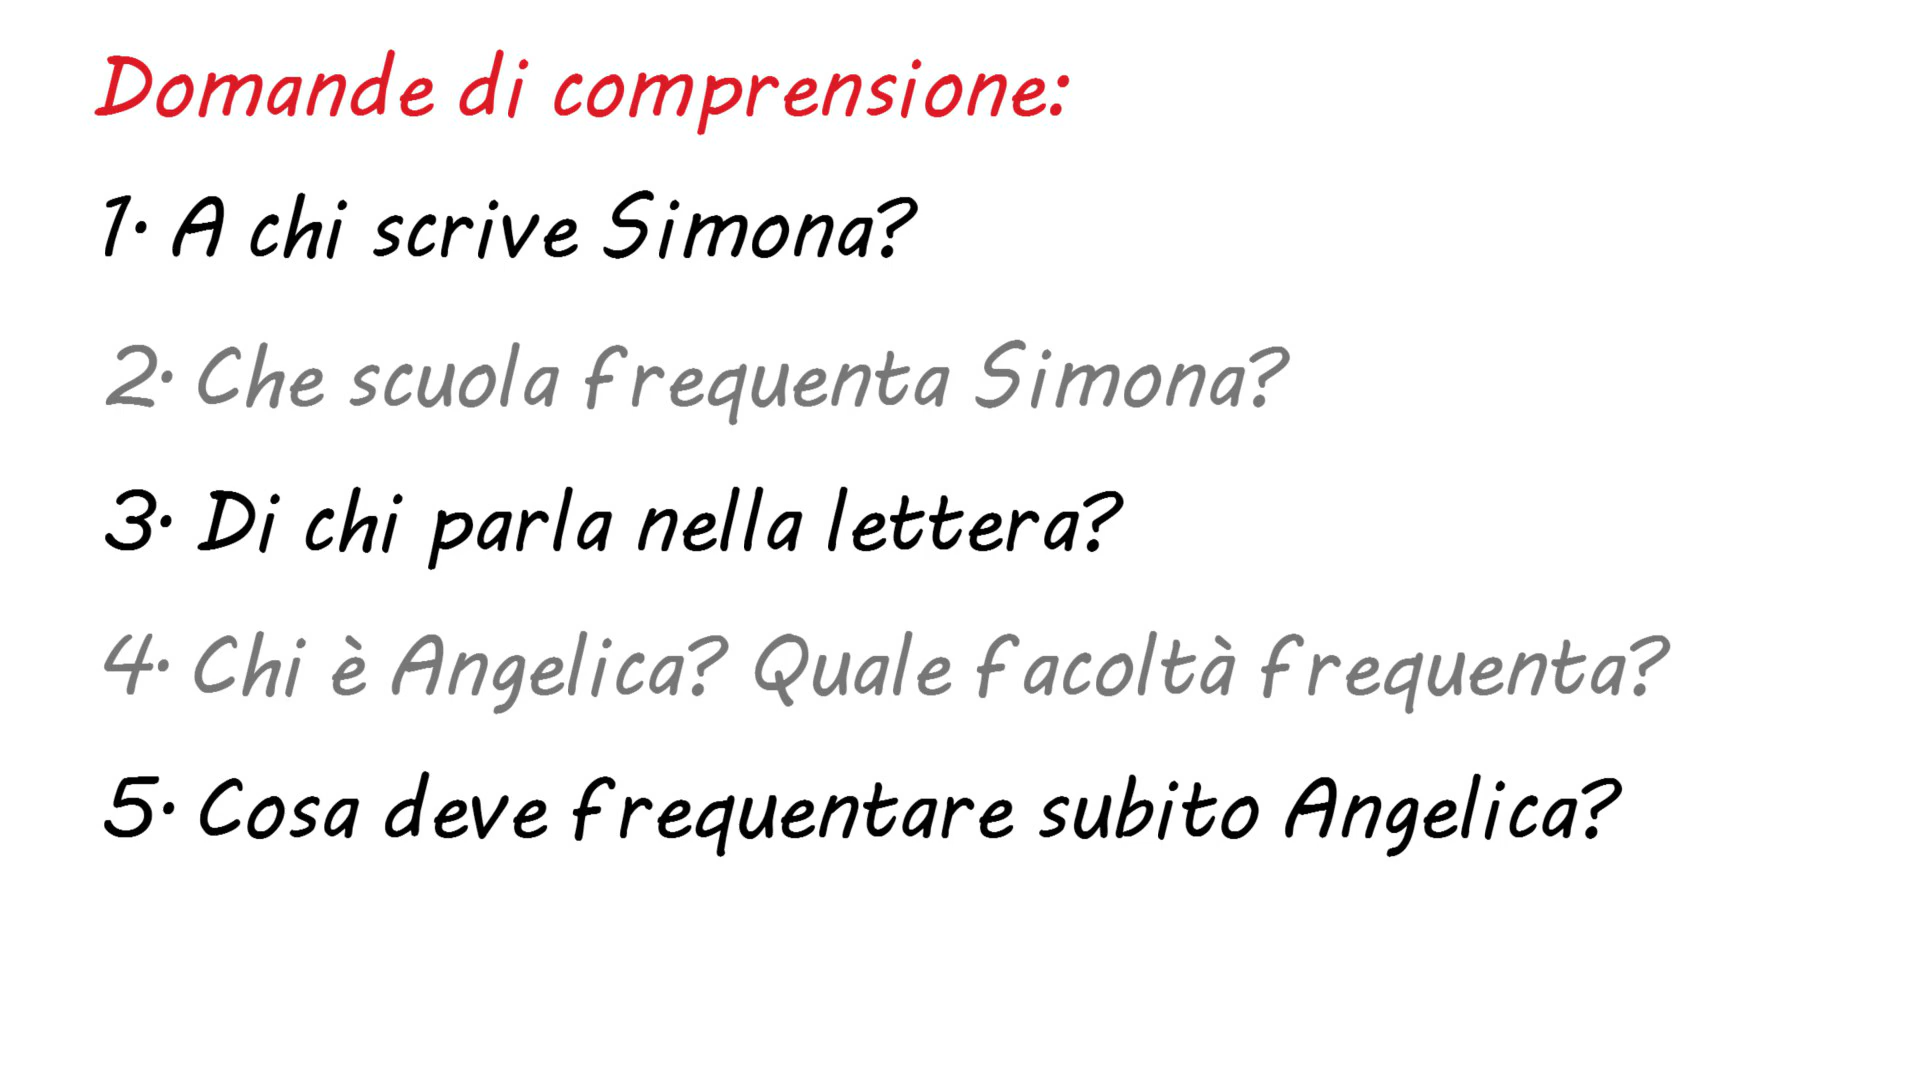 Domande di comprensione:
1. A chi scrive Simona?
2. Che scuola frequenta Simona?
3. Di chi parla nella lettera?
4. Chi è Angelica? Quale facoltà frequenta?
5. Cosa deve frequentare subito Angelica?